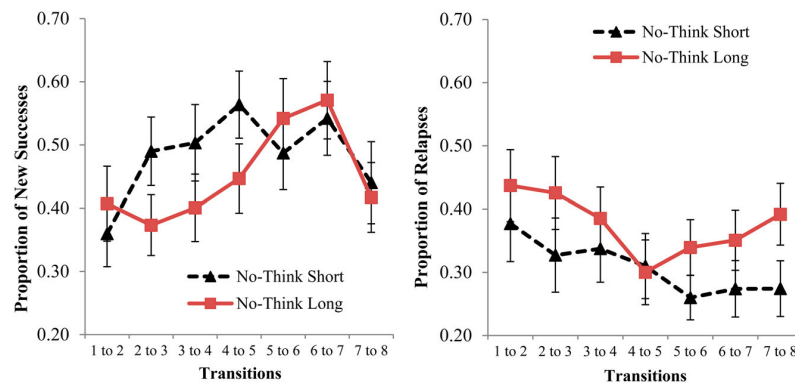 0.70
0.60
0.50
0.40
0.30
0.20
Proportion of New Successes
No-Think Short
No-Think Long
1 to 2 2 to 3 3 to 4 4 to 5 5 to 6 6 to 7 7 to 8
Transitions
0.70
0.60
0.50
0.40
0.30
0.20
Proportion of Relapses
No-Think Short
No-Think Long
1 to 2 2 to 3 3 to 4 4 to 5 5 to 6 6 to 7 7 to 8
Transitions